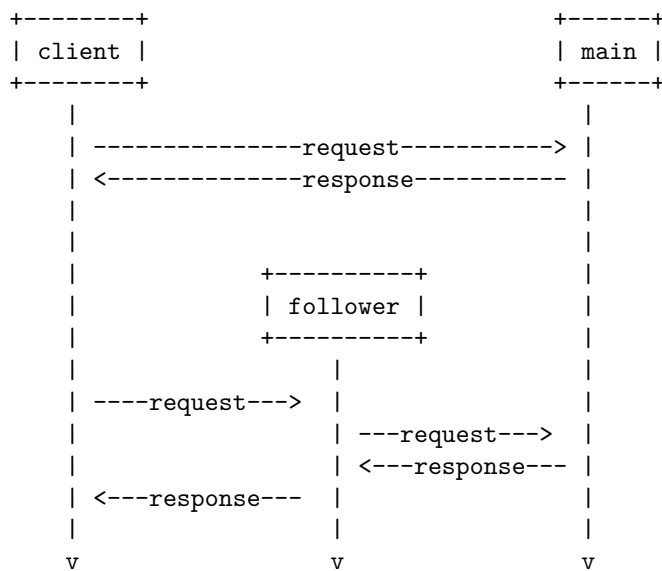 client main
request
response
follower
request
request
response
response
v v v